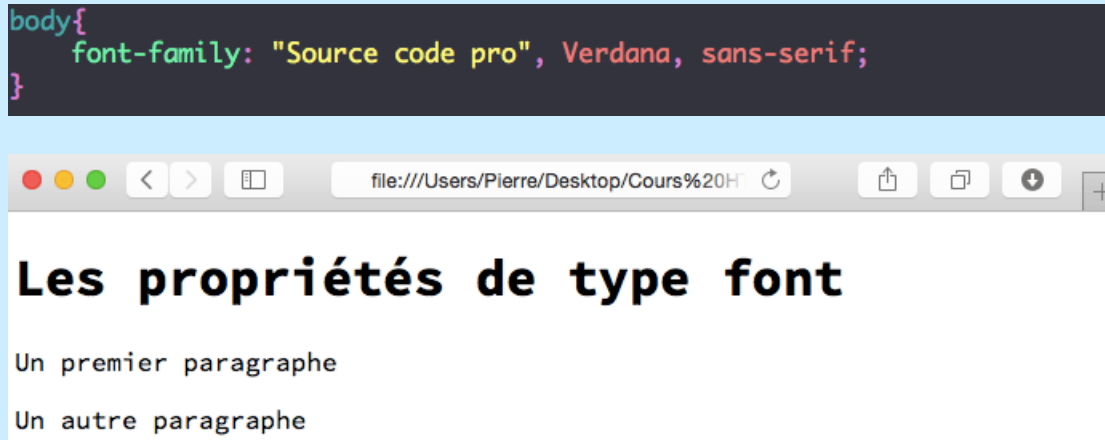 body{
    font-family: "Source code pro", Verdana, sans-serif;
}
file:///Users/Pierre/Desktop/Cours%20H
Les propriétés de type font
Un premier paragraphe
Un autre paragraphe